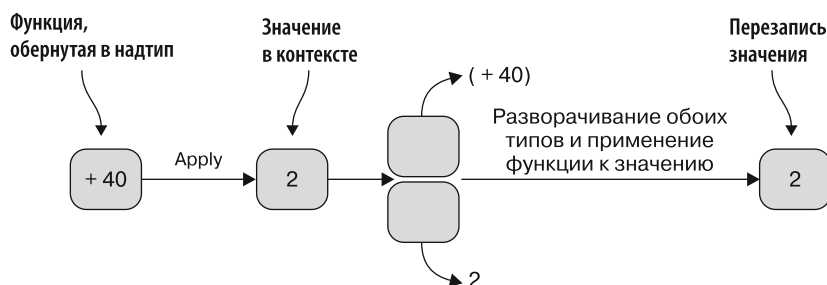 Функция,
обернутая в надтип
Значение
в контексте
Перезапись
значения
( + 40)
Разворачивание обоих
типов и применение
функции к значению
+ 40
Apply
2
2
2